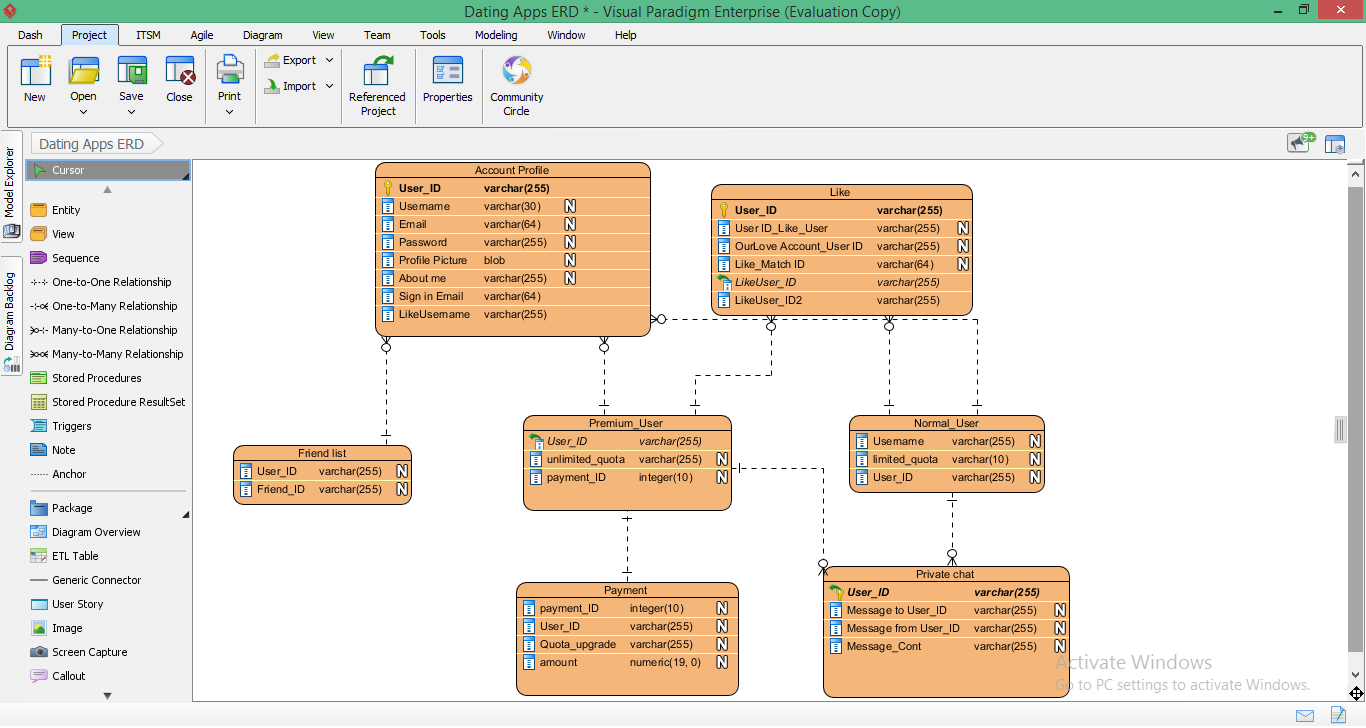 Dating Apps ERD * - Visual Paradigm Enterprise (Evaluation Copy)
Dash Project ITSM Agile Diagram View Team Tools Modeling Window Help
New Open Save Close Print Export Import Referenced Project Properties Community Circle
Dating Apps ERD
9+
Model Explorer
Diagram Backlog
Cursor
Entity
View
Sequence
One-to-One Relationship
One-to-Many Relationship
Many-to-One Relationship
Many-to-Many Relationship
Stored Procedures
Stored Procedure ResultSet
Triggers
Note
Anchor
Package
Diagram Overview
ETL Table
Generic Connector
User Story
Image
Screen Capture
Callout
Account Profile
User_ID varchar(255)
Username varchar(30) N
Email varchar(64) N
Password varchar(255) N
Profile Picture blob N
About me varchar(255) N
Sign in Email varchar(64)
LikeUsername varchar(255)
Like
User_ID varchar(255)
User ID_Like_User varchar(255) N
OurLove Account_User ID varchar(255) N
Like_Match ID varchar(64) N
LikeUser_ID varchar(255)
LikeUser_ID2 varchar(255)
Friend list
User_ID varchar(255) N
Friend_ID varchar(255) N
Premium_User
User_ID varchar(255)
unlimited_quota varchar(255) N
payment_ID integer(10) N
Normal_User
Username varchar(255) N
limited_quota varchar(10) N
User_ID varchar(255) N
Payment
payment_ID integer(10) N
User_ID varchar(255) N
Quota_upgrade varchar(255) N
amount numeric(19, 0) N
Private chat
User_ID varchar(255)
Message to User_ID varchar(255) N
Message from User_ID varchar(255) N
Message_Cont varchar(255) N
Activate Windows
Go to PC settings to activate Windows.